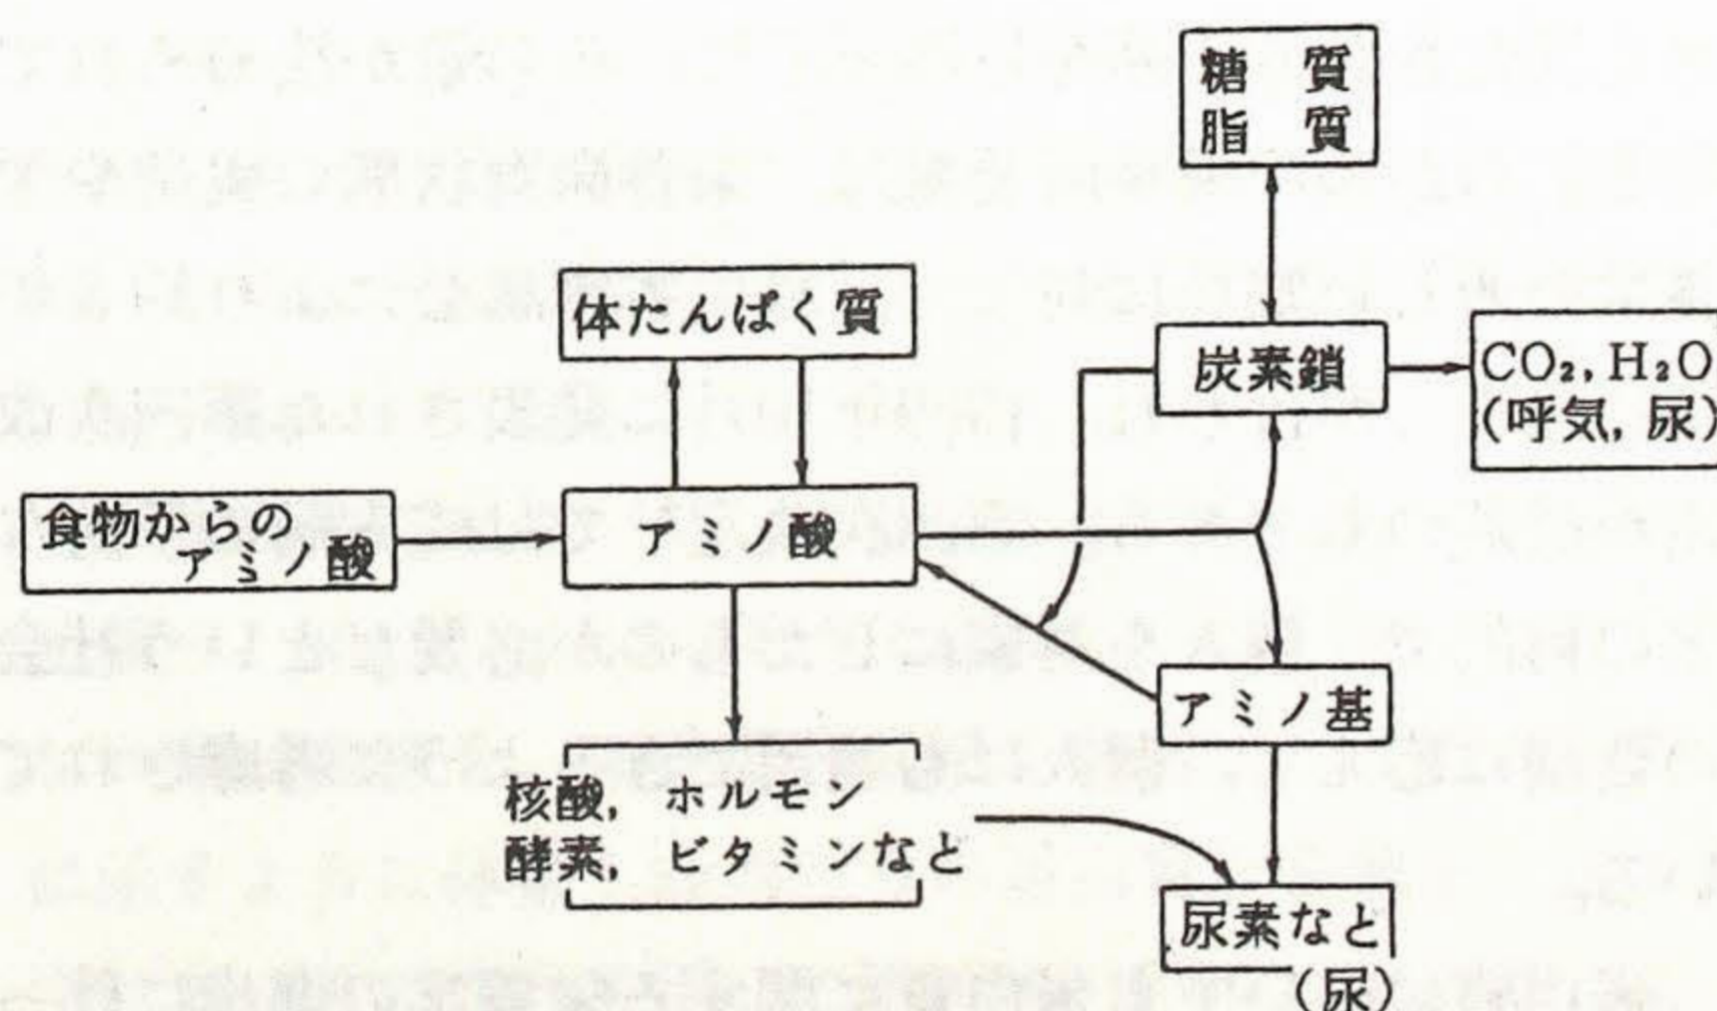 糖 質
脂 質
体たんぱく質
炭素鎖
CO₂, H₂O
(呼気, 尿)
食物からの
アミノ酸
アミノ酸
アミノ基
核酸, ホルモン
酵素, ビタミンなど
尿素など
(尿)